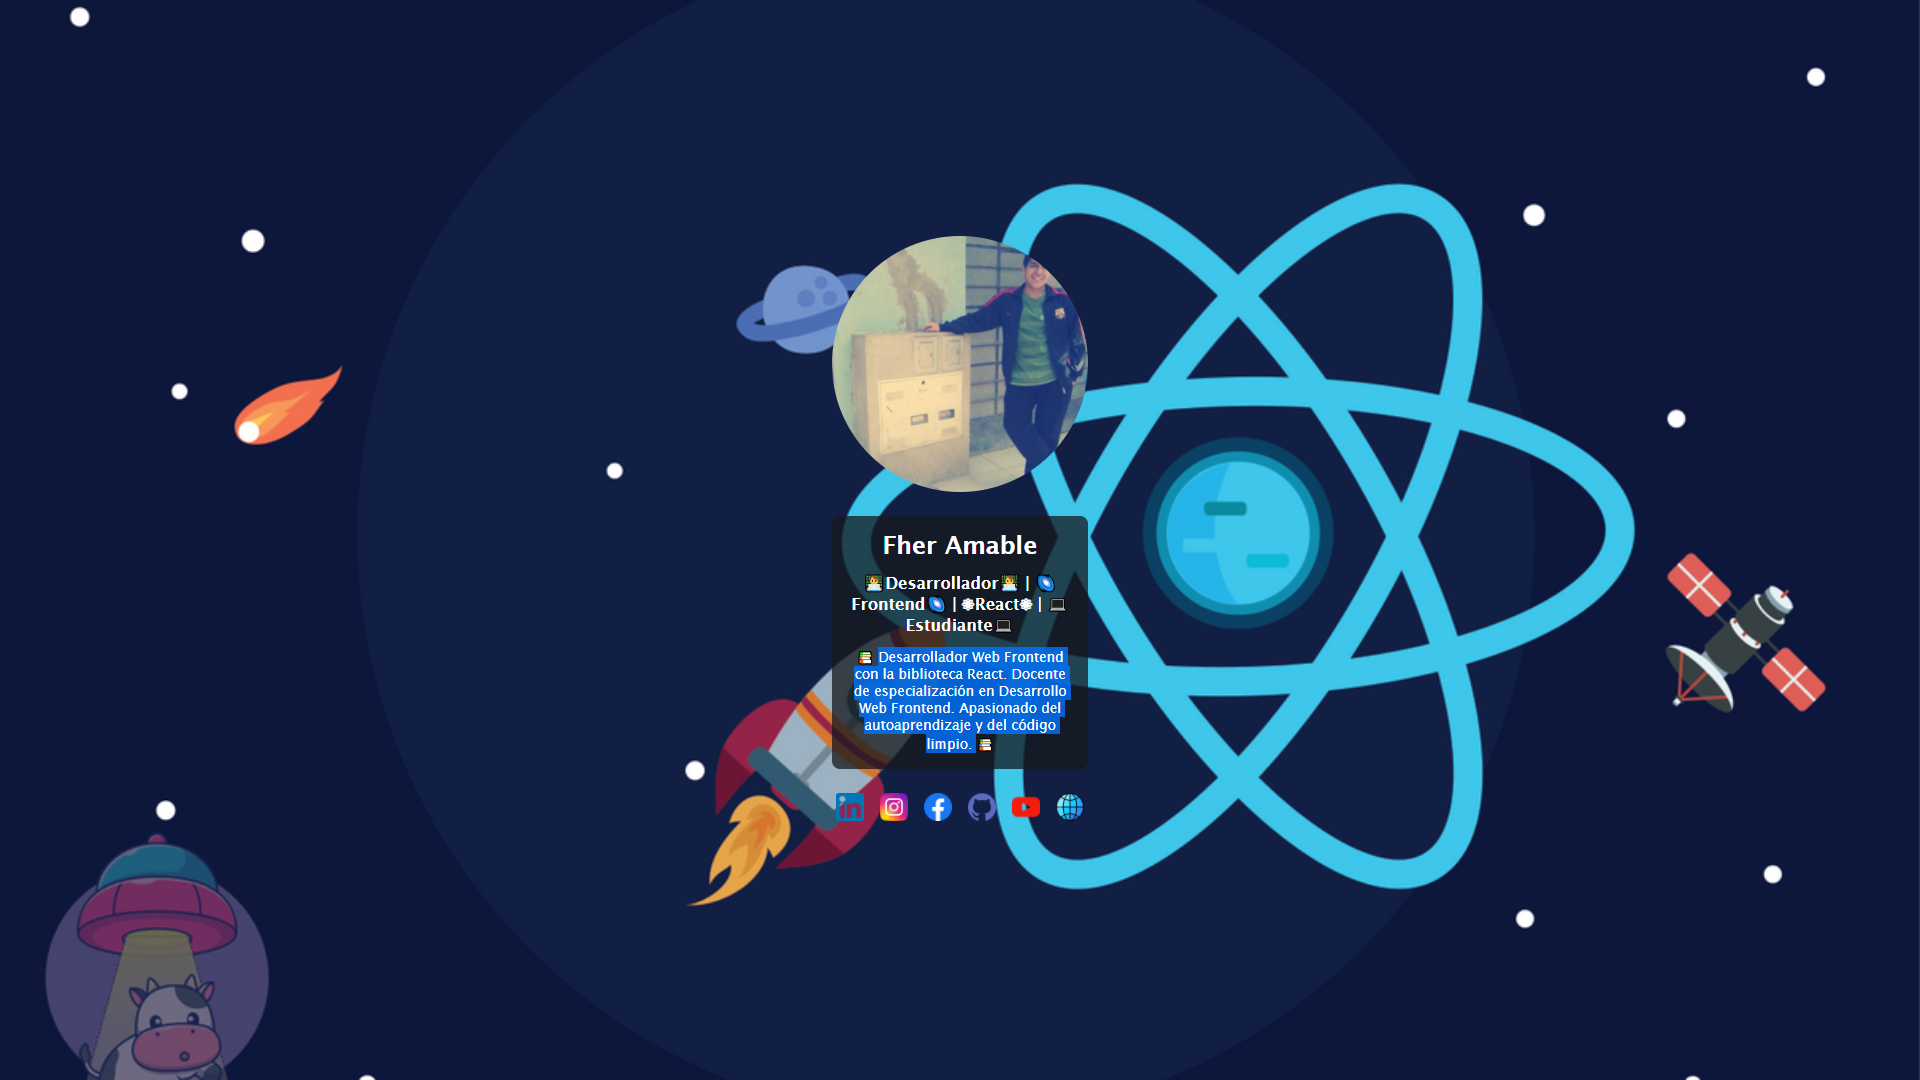 Fher Amable
👨‍💻Desarrollador👨‍💻 | 🌌
Frontend🌌 | ⚛React⚛ | 💻
Estudiante💻
📚 Desarrollador Web Frontend
con la biblioteca React. Docente
de especialización en Desarrollo
Web Frontend. Apasionado del
autoaprendizaje y del código
limpio. 📚
in